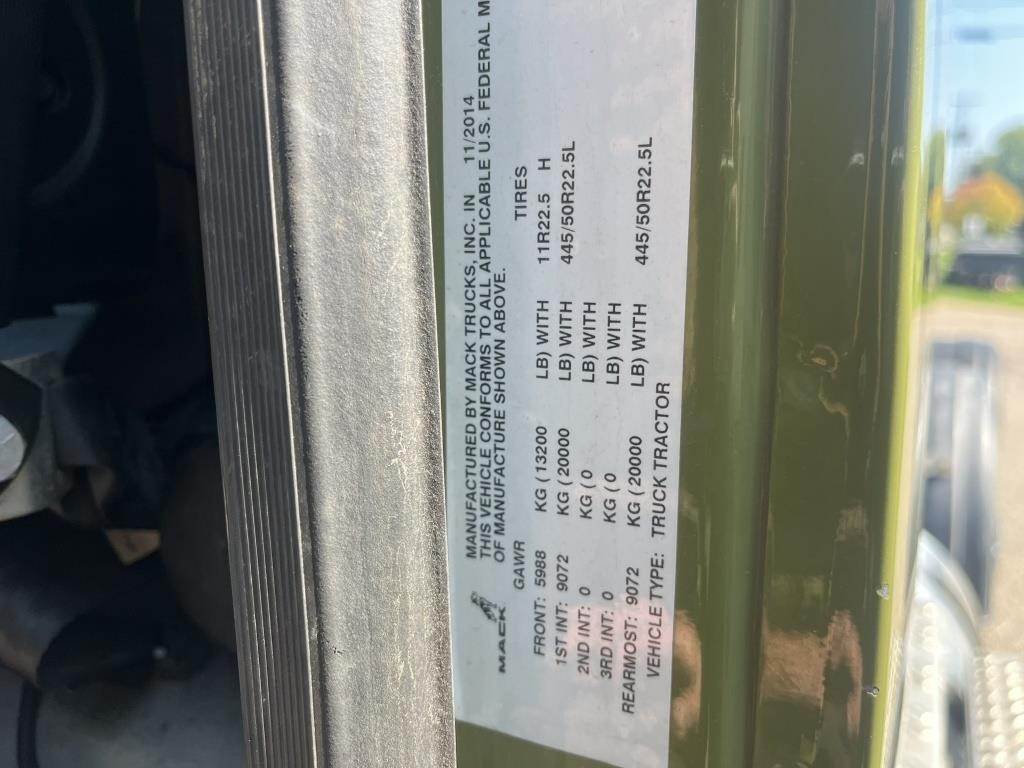 MACK
MANUFACTURED BY MACK TRUCKS, INC. IN 11/2014
THIS VEHICLE CONFORMS TO ALL APPLICABLE U.S. FEDERAL M
OF MANUFACTURE SHOWN ABOVE.
GAWR TIRES
FRONT: 5988 KG (13200 LB) WITH 11R22.5 H
1ST INT: 9072 KG (20000 LB) WITH 445/50R22.5L
2ND INT: 0 KG (0 LB) WITH
3RD INT: 0 KG (0 LB) WITH
REARMOST: 9072 KG (20000 LB) WITH 445/50R22.5L
VEHICLE TYPE: TRUCK TRACTOR